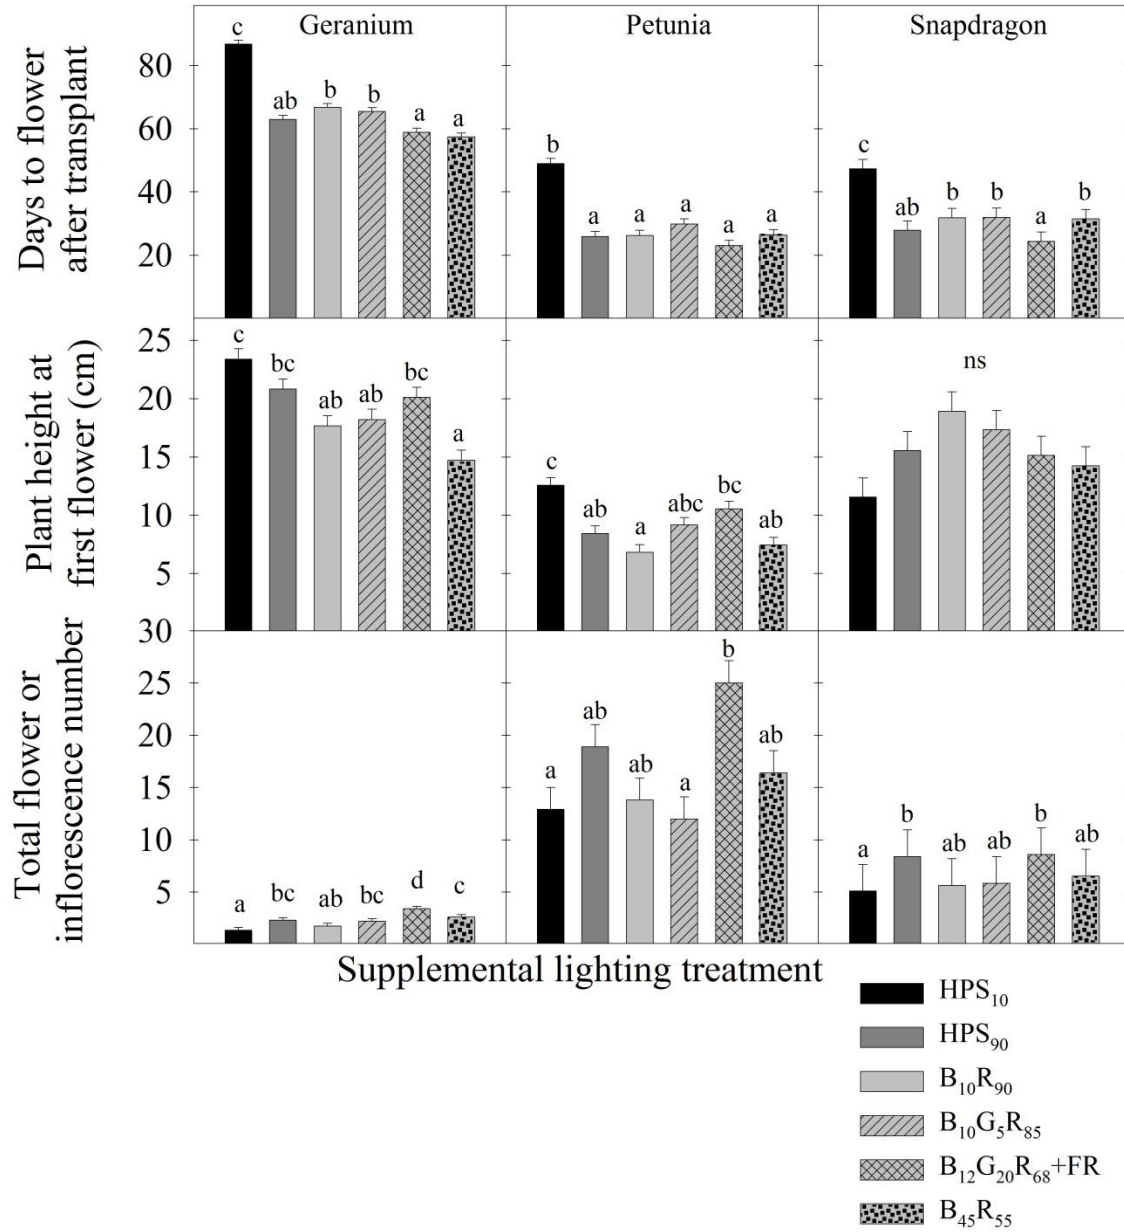 Geranium Petunia Snapdragon
Days to flower
after transplant
80
60
40
20
c ab b b a a
b a a a a a
c ab b b a b
Plant height at
first flower (cm)
25
20
15
10
5
c bc ab ab bc a
c ab a abc bc ab
ns
Total flower or
inflorescence number
30
25
20
15
10
5
a bc ab bc d c
a ab ab a b ab
a b ab ab b ab
Supplemental lighting treatment
HPS₁₀
HPS₉₀
B₁₀R₉₀
B₁₀G₅R₈₅
B₁₂G₂₀R₆₈+FR
B₄₅R₅₅